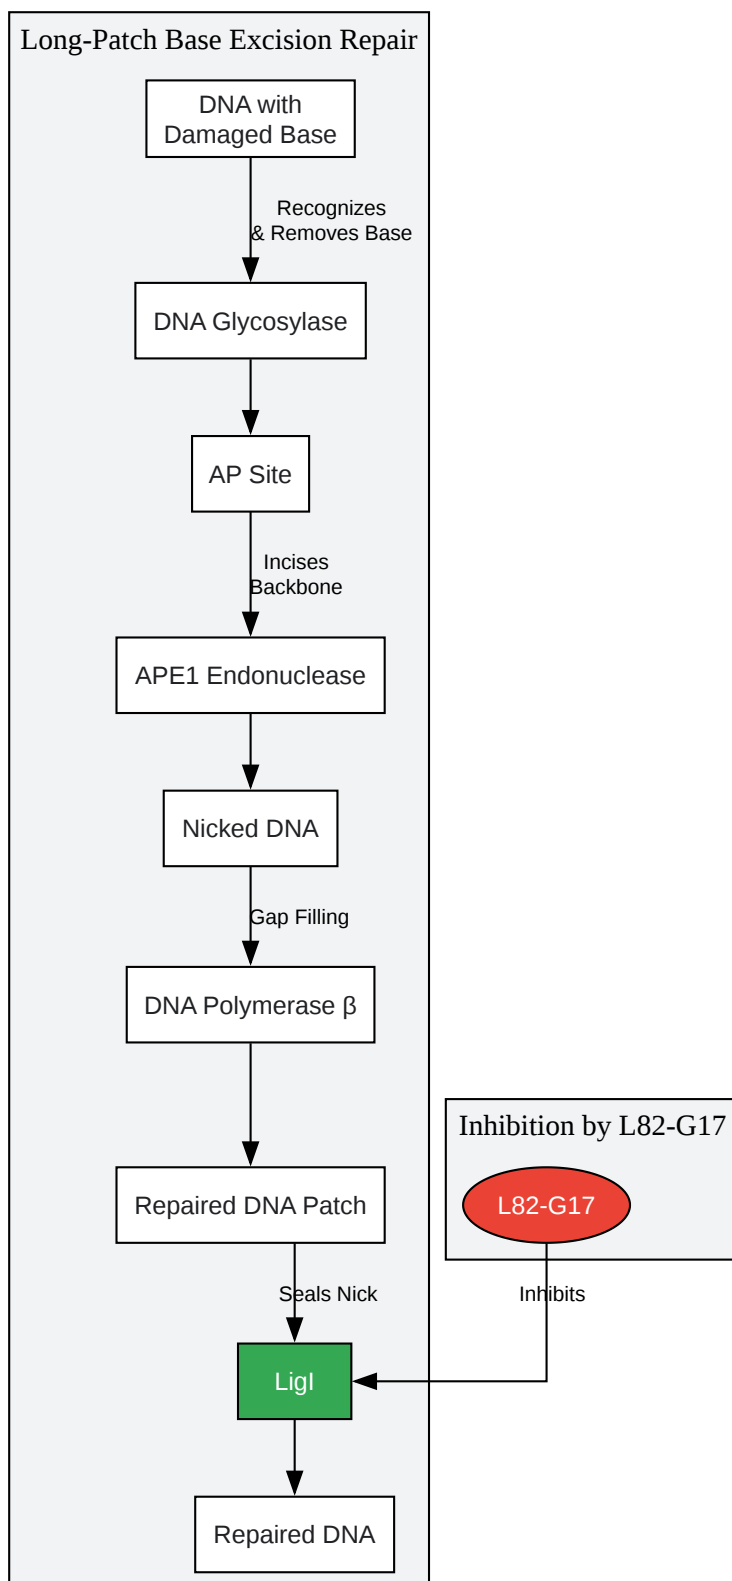 Long-Patch Base Excision Repair
DNA with
Damaged Base
Recognizes
& Removes Base
DNA Glycosylase
AP Site
Incises
Backbone
APE1 Endonuclease
Nicked DNA
Gap Filling
DNA Polymerase β
Inhibition by L82-G17
Repaired DNA Patch
L82-G17
Seals Nick
Inhibits
LigI
Repaired DNA